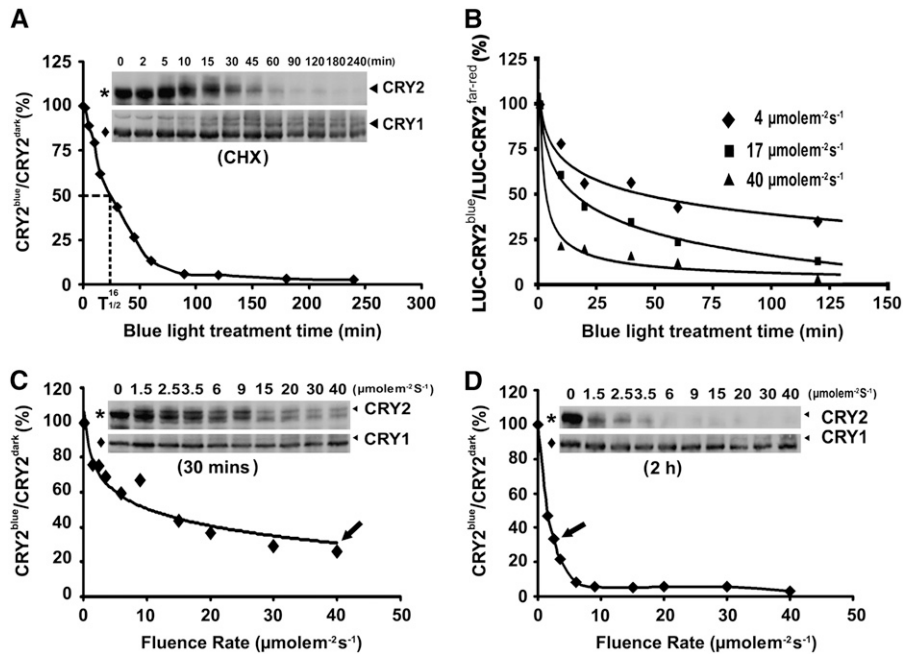 A
125
100
75
50
25
0
CRY2blue/CRY2dark(%)
0 2 5 10 15 30 45 60 90 120 180 240(min)
* CRY2
♦ CRY1
(CHX)
T 16 1/2
0 50 100 150 200 250 300
Blue light treatment time (min)
B
125
100
75
50
25
0
LUC-CRY2blue/LUC-CRY2far-red(%)
4 µmolem-2s-1
17 µmolem-2s-1
40 µmolem-2s-1
0 25 50 75 100 125 150
Blue light treatment time (min)
C
120
100
80
60
40
20
0
CRY2blue/CRY2dark (%)
0 1.5 2.5 3.5 6 9 15 20 30 40 (µmolem-2S-1)
* CRY2
♦ CRY1
(30 mins)
0 10 20 30 40 50
Fluence Rate (µmolem-2s-1)
D
120
100
80
60
40
20
0
CRY2blue/CRY2dark (%)
0 1.5 2.5 3.5 6 9 15 20 30 40 (µmolem-2S-1)
* CRY2
♦ CRY1
(2 h)
0 10 20 30 40 50
Fluence Rate (µmolem-2s-1)